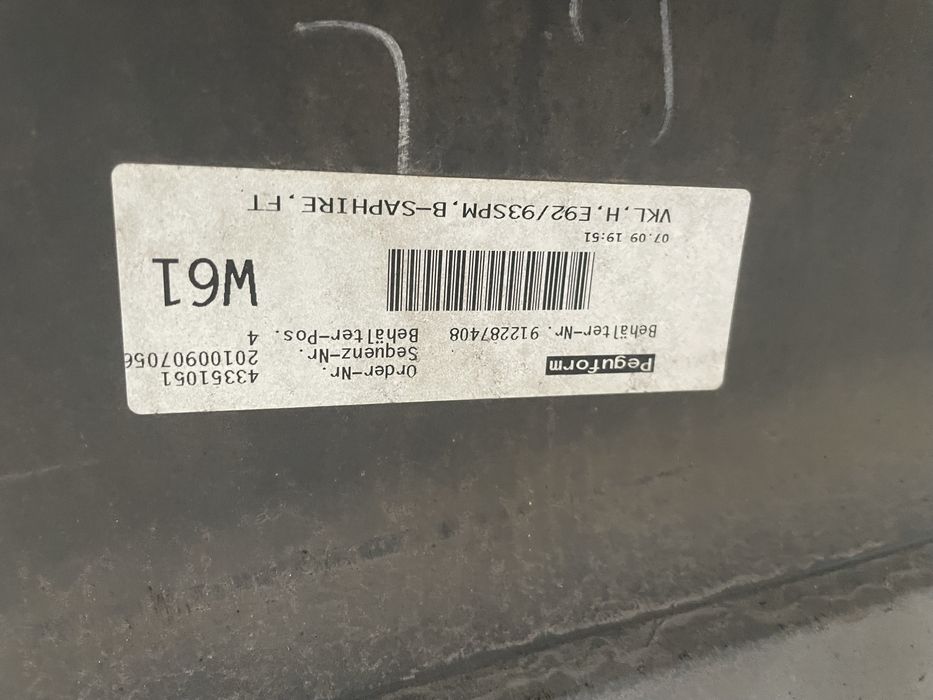 Peguform
Order-Nr. 43351051
Sequenz-Nr. 20100907056
Behälter-Nr. 912287408 Behälter-Pos. 4
W61
07.09 19:51
VKL,H,E92/93SPM,B-SAPHIRE,FT